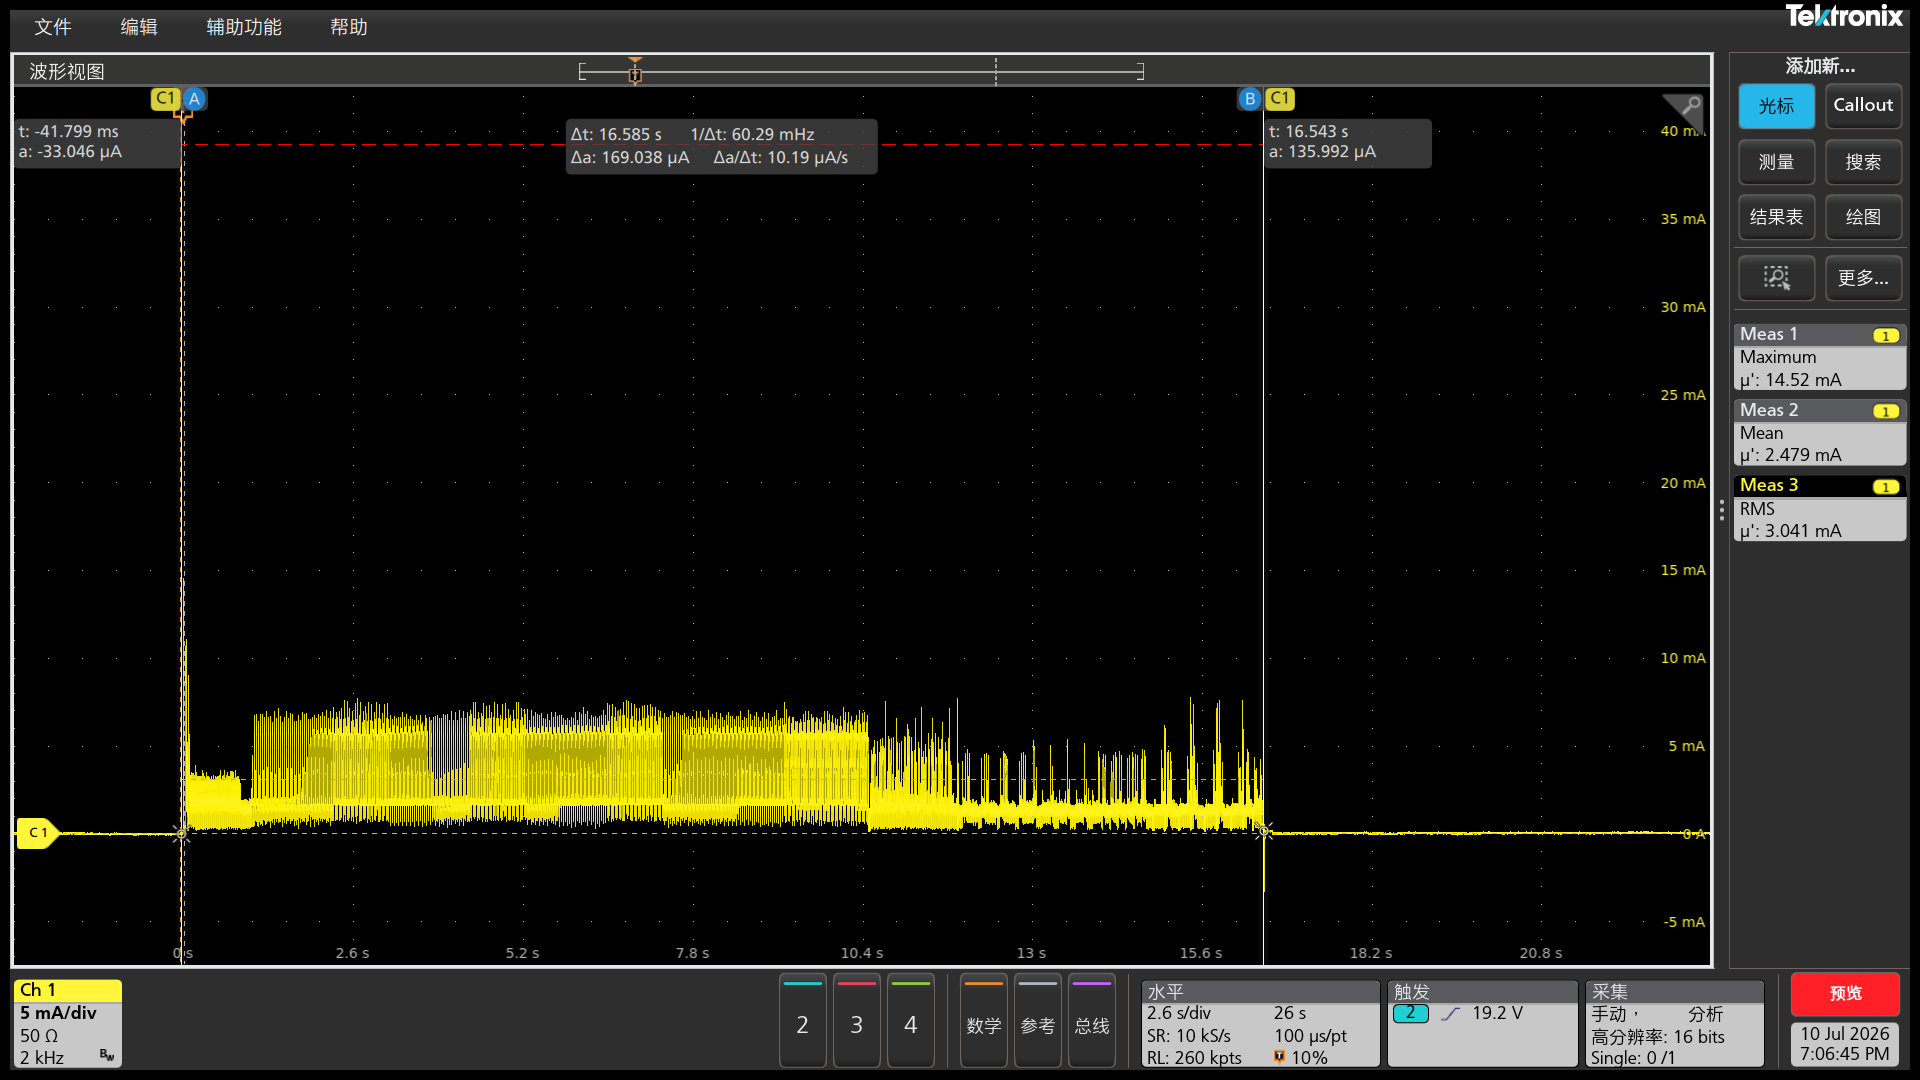 文件 编辑 辅助功能 帮助
Tektronix
波形视图
添加新...
光标 Callout
测量 搜索
结果表 绘图
更多...
C1 A
B C1
t: -41.799 ms
a: -33.046 µA
Δt: 16.585 s 1/Δt: 60.29 mHz
Δa: 169.038 µA Δa/Δt: 10.19 µA/s
t: 16.543 s
a: 135.992 µA
40 mA
35 mA
30 mA
25 mA
20 mA
15 mA
10 mA
5 mA
0 A
-5 mA
C 1
0 s 2.6 s 5.2 s 7.8 s 10.4 s 13 s 15.6 s 18.2 s 20.8 s
Meas 1 1
Maximum
µ': 14.52 mA
Meas 2 1
Mean
µ': 2.479 mA
Meas 3 1
RMS
µ': 3.041 mA
Ch 1
5 mA/div
50 Ω
2 kHz Bw
2 3 4 数学 参考 总线
水平
2.6 s/div 26 s
SR: 10 kS/s 100 µs/pt
RL: 260 kpts T 10%
触发
2 19.2 V
采集
手动, 分析
高分辨率: 16 bits
Single: 0 /1
预览
10 Jul 2026
7:06:45 PM